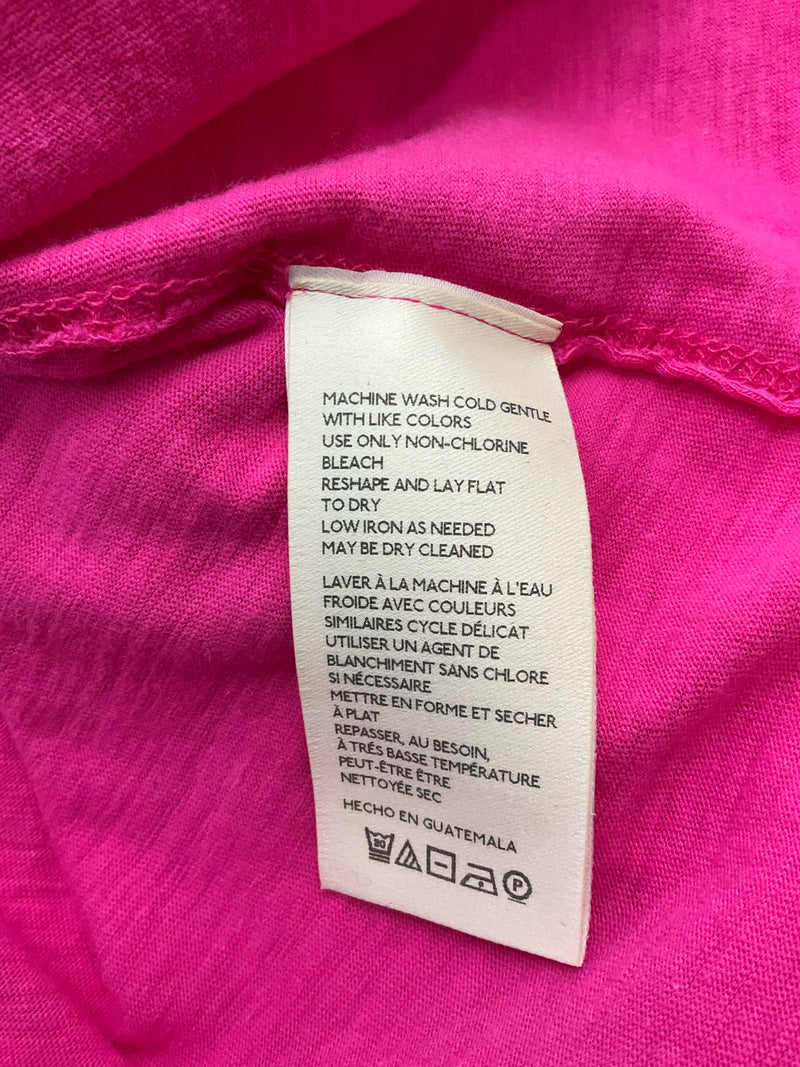 MACHINE WASH COLD GENTLE
WITH LIKE COLORS
USE ONLY NON-CHLORINE
BLEACH
RESHAPE AND LAY FLAT
TO DRY
LOW IRON AS NEEDED
MAY BE DRY CLEANED
LAVER À LA MACHINE À L'EAU
FROIDE AVEC COULEURS
SIMILAIRES CYCLE DÉLICAT
UTILISER UN AGENT DE
BLANCHIMENT SANS CHLORE
SI NÉCESSAIRE
METTRE EN FORME ET SECHER
À PLAT
REPASSER, AU BESOIN,
À TRÉS BASSE TEMPÉRATURE
PEUT-ÊTRE ÊTRE
NETTOYÉE SEC
HECHO EN GUATEMALA
30 P